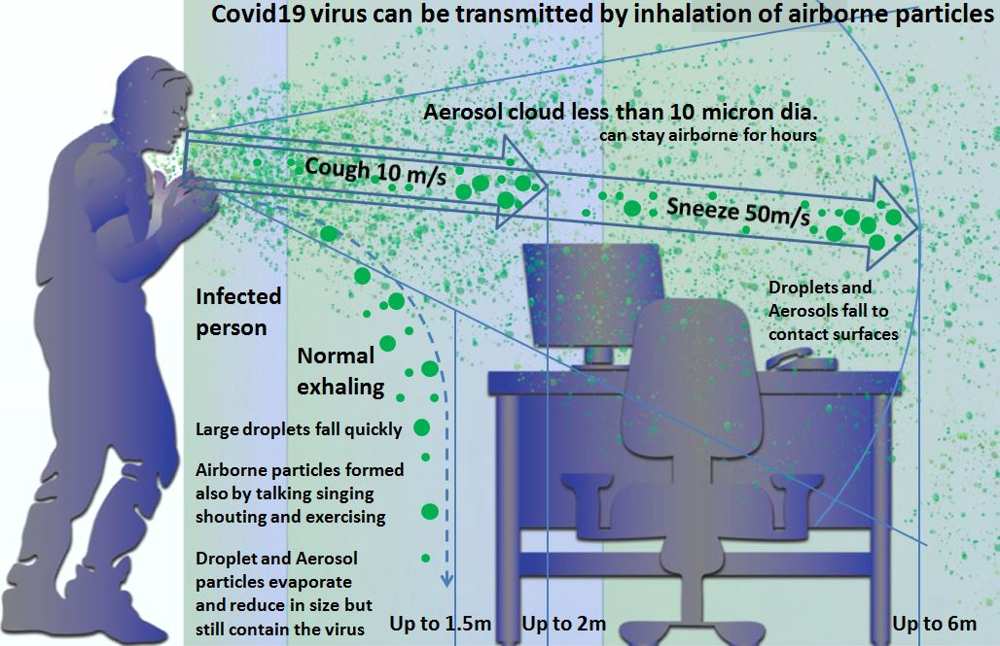 Covid19 virus can be transmitted by inhalation of airborne particles
Aerosol cloud less than 10 micron dia.
can stay airborne for hours
Cough 10 m/s
Sneeze 50m/s
Infected
person
Normal
exhaling
Droplets and
Aerosols fall to
contact surfaces
Large droplets fall quickly
Airborne particles formed
also by talking singing
shouting and exercising
Droplet and Aerosol
particles evaporate
and reduce in size but
still contain the virus
Up to 1.5m
Up to 2m
Up to 6m